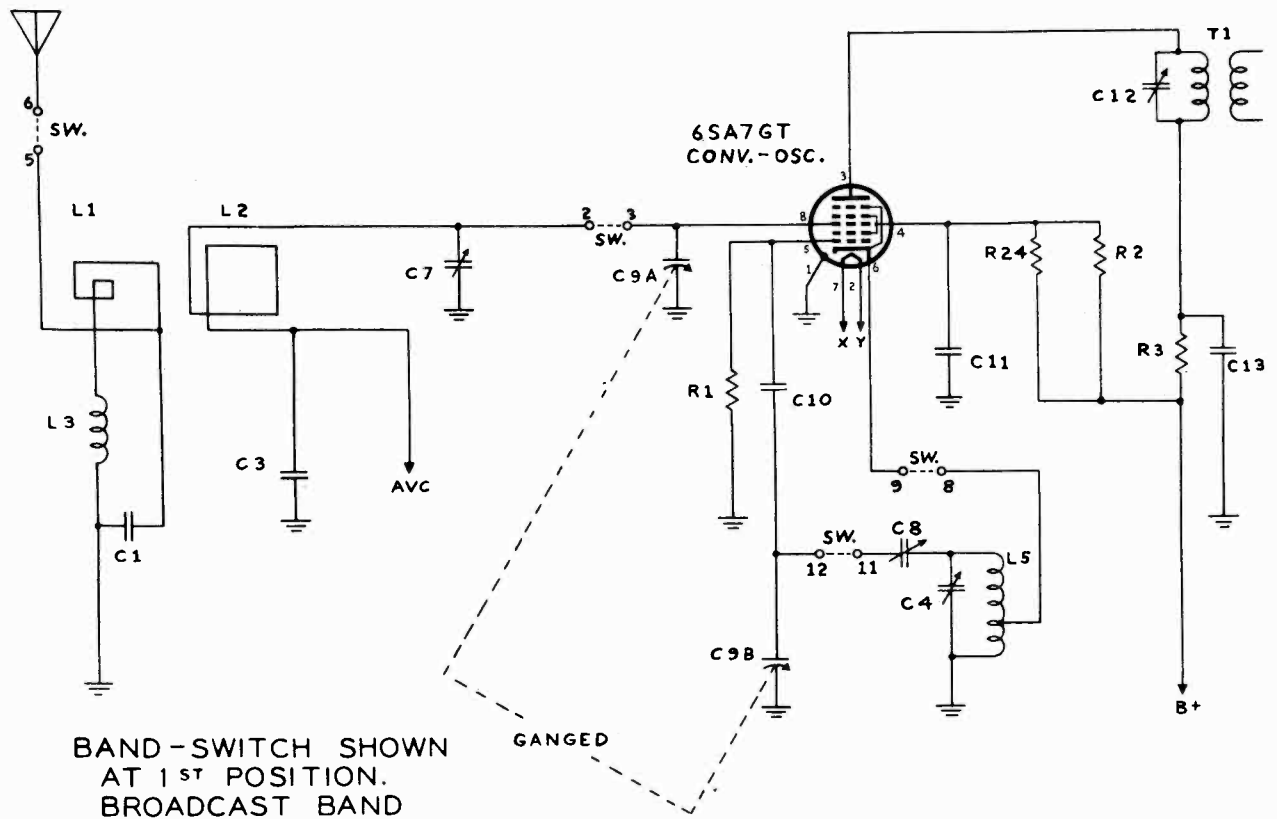 T1
C12
6
SW.
5
6SA7GT
CONV.-OSC.
3
L1
L2
2
3
SW.
8
4
5
1
6
7
2
X
Y
C7
C9A
R24
R2
C11
R3
C13
R1
C10
L3
C3
AVC
C1
SW.
9
8
SW.
12
11
C8
L5
C4
C9B
B+
GANGED
BAND-SWITCH SHOWN
AT 1ST POSITION.
BROADCAST BAND